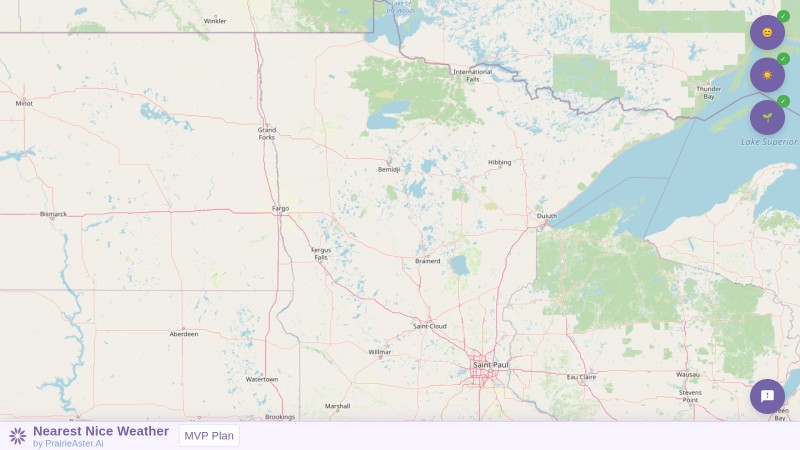 Lake of
the Woods
Winkler
International
Falls
Thunder
Bay
Minot
Grand
Forks
Lake Superior
Hibbing
Bemidji
Fargo
Bismarck
Duluth
Fergus
Falls
Brainerd
Saint Cloud
Aberdeen
Willmar
Saint Paul
Watertown
Eau Claire
Wausau
Stevens
Point
Marshall
Brookings
Bay
Nearest Nice Weather
by PrairieAster.Ai
MVP Plan